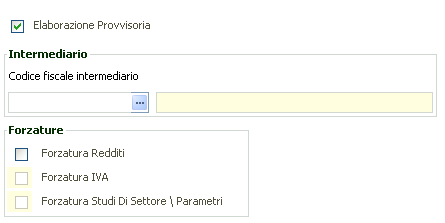 Elaborazione Provvisoria
Intermediario
Codice fiscale intermediario
...
Forzature
Forzatura Redditi
Forzatura IVA
Forzatura Studi Di Settore \ Parametri